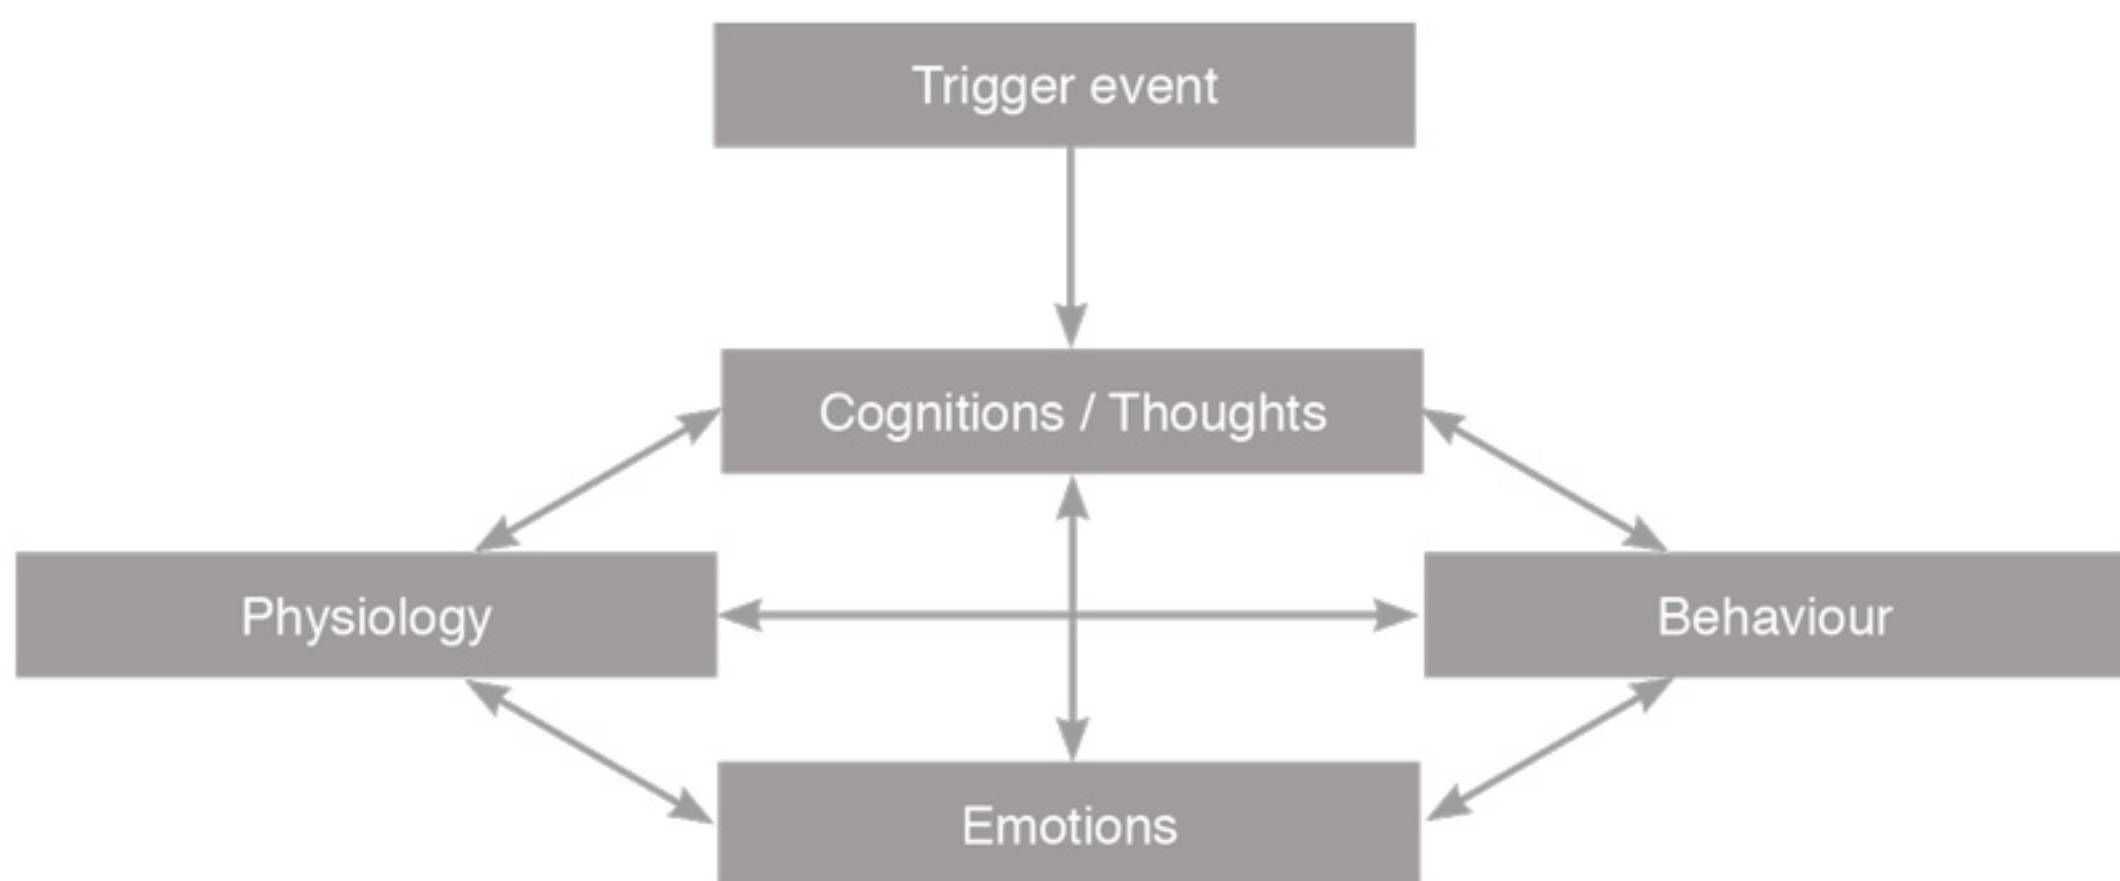 Trigger event
Cognitions / Thoughts
Physiology
Behaviour
Emotions